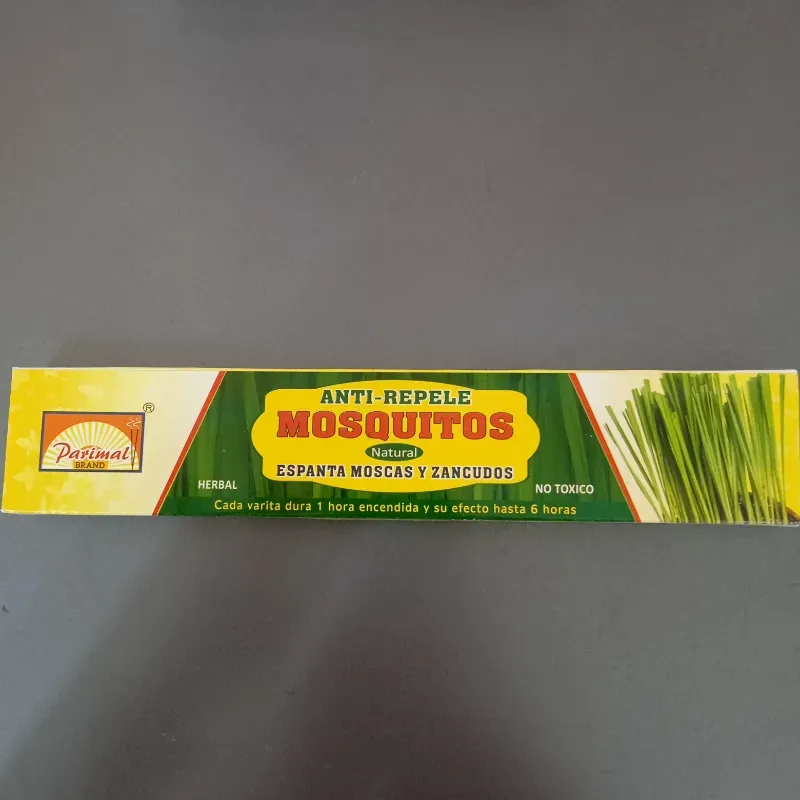 Parimal
BRAND
®
ANTI-REPELE
MOSQUITOS
Natural
ESPANTA MOSCAS Y ZANCUDOS
HERBAL
NO TOXICO
Cada varita dura 1 hora encendida y su efecto hasta 6 horas